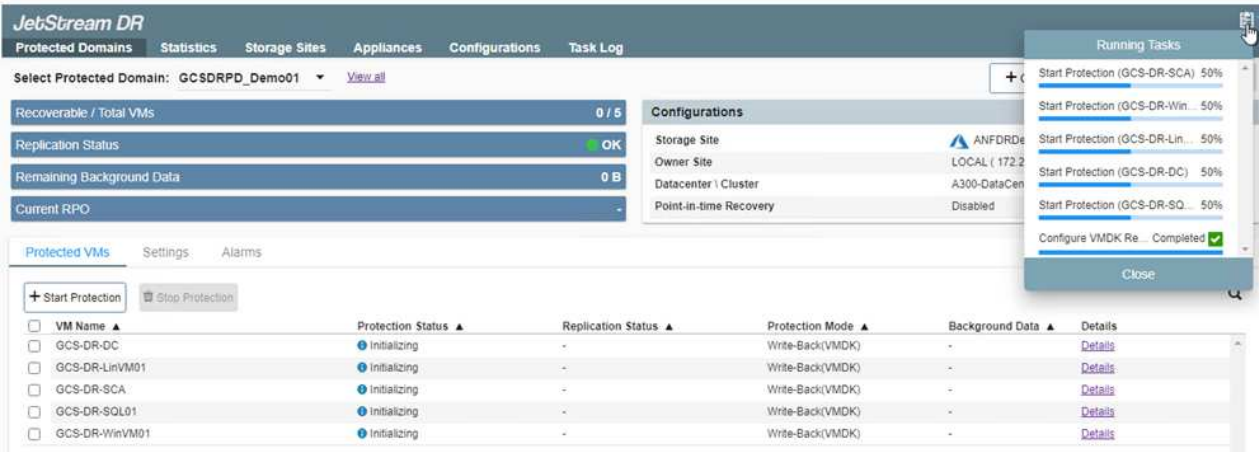 JetStream DR
Protected Domains Statistics Storage Sites Appliances Configurations Task Log
Select Protected Domain: GCSDRPD_Demo01 View all
Recoverable / Total VMs 0 / 5
Replication Status OK
Remaining Background Data 0 B
Current RPO -
Configurations
Storage Site ANFDRDe
Owner Site LOCAL ( 172.2
Datacenter \ Cluster A300-DataCen
Point-in-time Recovery Disabled
Running Tasks
Start Protection (GCS-DR-SCA) 50%
Start Protection (GCS-DR-Win... 50%
Start Protection (GCS-DR-Lin... 50%
Start Protection (GCS-DR-DC) 50%
Start Protection (GCS-DR-SQ... 50%
Configure VMDK Re... Completed
Close
Protected VMs Settings Alarms
+ Start Protection Stop Protection
VM Name ▲ Protection Status ▲ Replication Status ▲ Protection Mode ▲ Background Data ▲ Details
GCS-DR-DC Initializing - Write-Back(VMDK) - Details
GCS-DR-LinVM01 Initializing - Write-Back(VMDK) - Details
GCS-DR-SCA Initializing - Write-Back(VMDK) - Details
GCS-DR-SQL01 Initializing - Write-Back(VMDK) - Details
GCS-DR-WinVM01 Initializing - Write-Back(VMDK) - Details